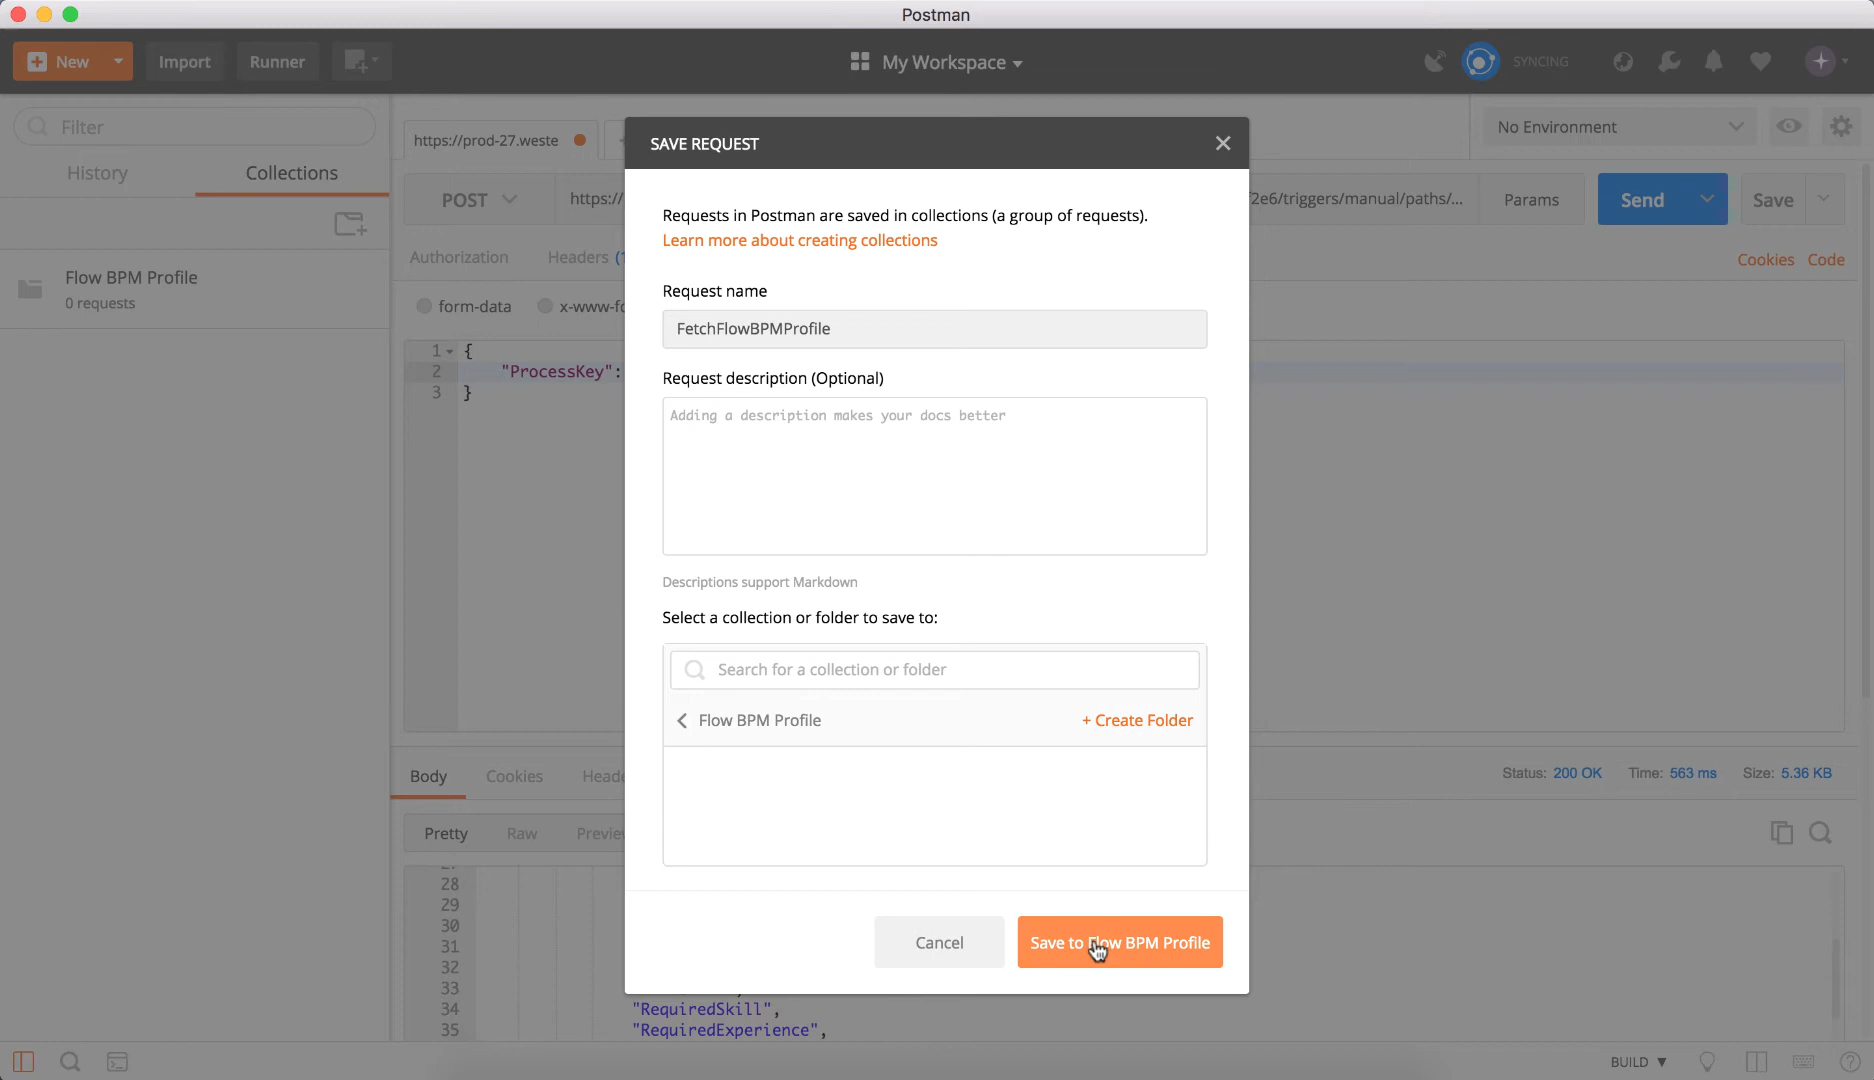 Postman
New
Import
Runner
My Workspace
SYNCING
Filter
History
Collections
Flow BPM Profile
0 requests
https://prod-27.weste
No Environment
POST
https://
f2e6/triggers/manual/paths/...
Params
Send
Save
Authorization
Headers
Cookies
Code
form-data
x-www-fo
1
{
2
"ProcessKey":
3
}
SAVE REQUEST
Requests in Postman are saved in collections (a group of requests).
Learn more about creating collections
Request name
FetchFlowBPMProfile
Request description (Optional)
Adding a description makes your docs better
Descriptions support Markdown
Select a collection or folder to save to:
Search for a collection or folder
Flow BPM Profile
+ Create Folder
Cancel
Save to Flow BPM Profile
Body
Cookies
Heade
Status: 200 OK
Time: 563 ms
Size: 5.36 KB
Pretty
Raw
Preview
28
29
30
31
32
33
34
"RequiredSkill",
35
"RequiredExperience",
BUILD